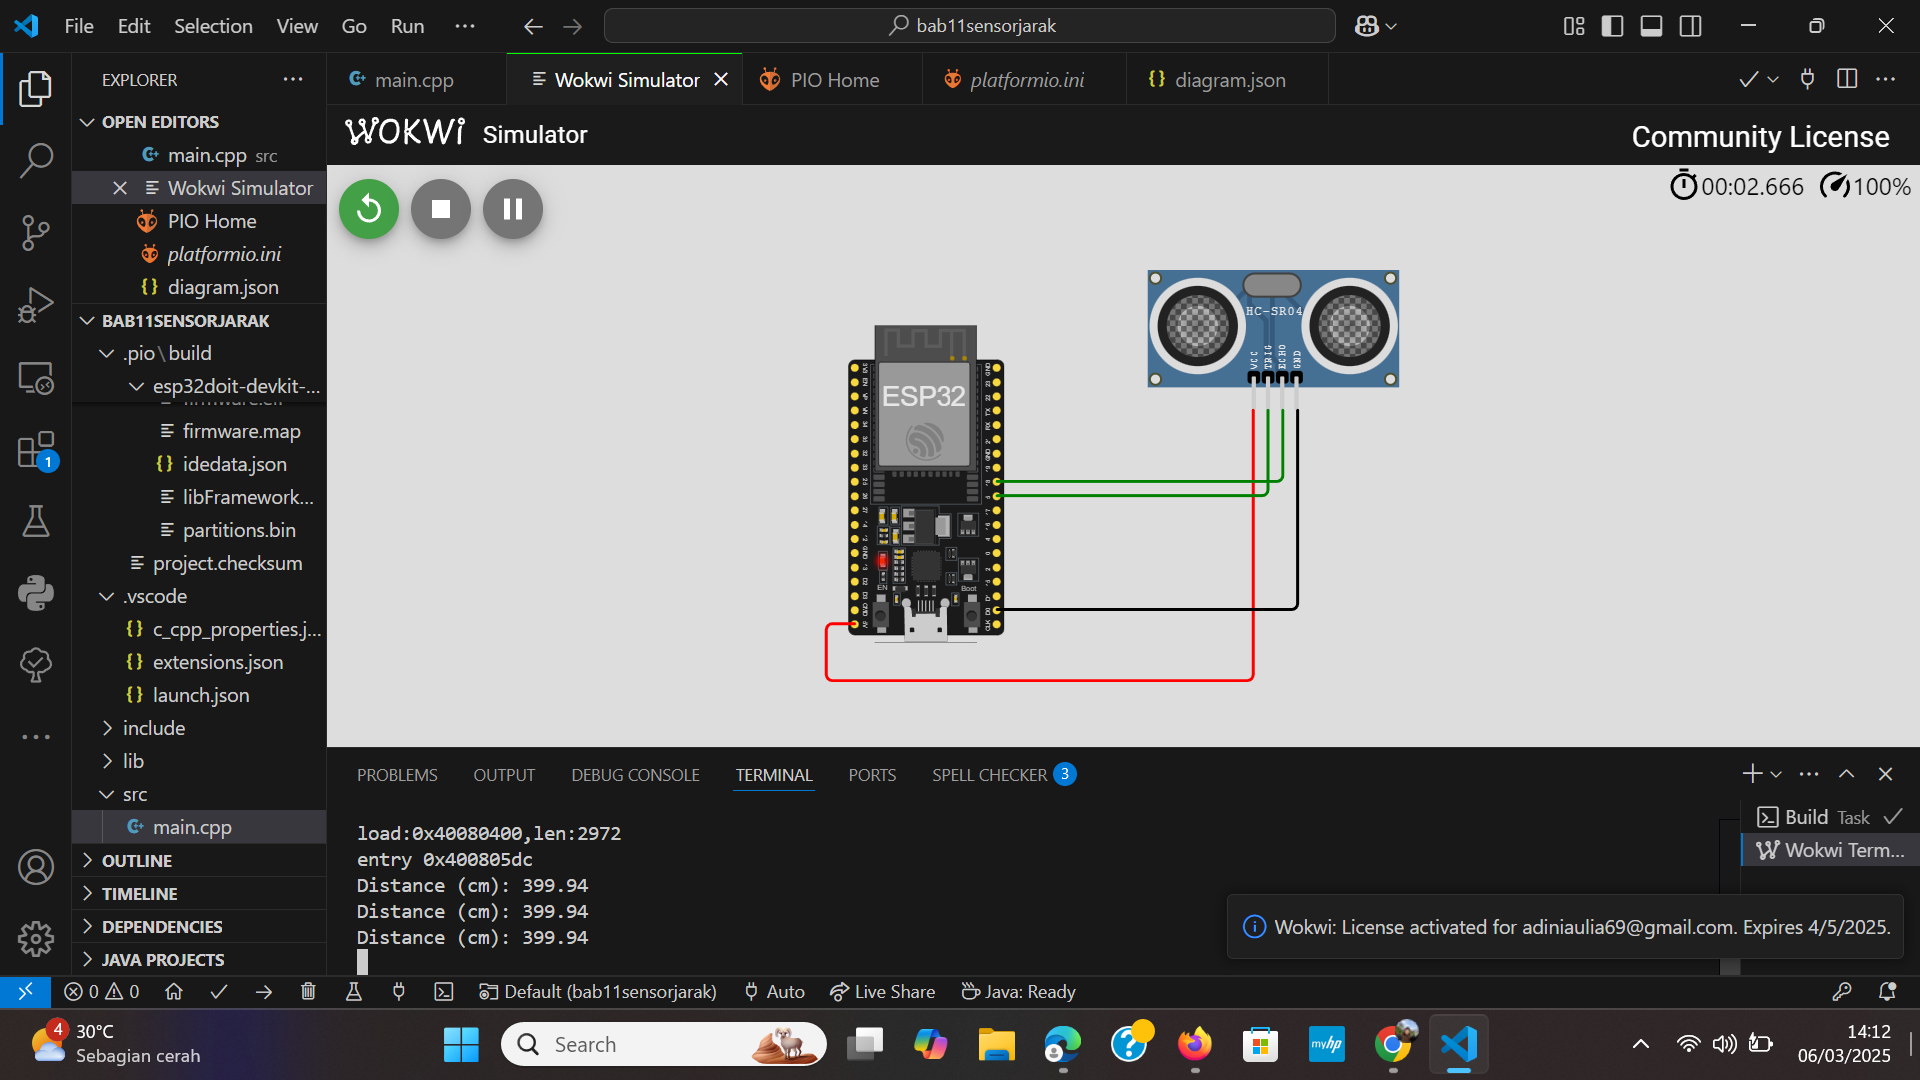 File Edit Selection View Go Run ···
bab11sensorjarak
EXPLORER
main.cpp
Wokwi Simulator
PIO Home
platformio.ini
{} diagram.json
OPEN EDITORS
main.cpp src
Wokwi Simulator
PIO Home
platformio.ini
{} diagram.json
BAB11SENSORJARAK
.pio\build
esp32doit-devkit-...
firmware.elf
firmware.map
{} idedata.json
libFramework...
partitions.bin
project.checksum
.vscode
{} c_cpp_properties.j...
{} extensions.json
{} launch.json
include
lib
src
main.cpp
OUTLINE
TIMELINE
DEPENDENCIES
JAVA PROJECTS
1
WOKWi Simulator
Community License
00:02.666 100%
HC-SR04
VCC
TRIG
ECHO
GND
ESP32
EN
Boot
PROBLEMS OUTPUT DEBUG CONSOLE TERMINAL PORTS SPELL CHECKER 3
load:0x40080400,len:2972
entry 0x400805dc
Distance (cm): 399.94
Distance (cm): 399.94
Distance (cm): 399.94
Build Task
Wokwi Term...
Wokwi: License activated for adiniaulia69@gmail.com. Expires 4/5/2025.
0 0
Default (bab11sensorjarak)
Auto
Live Share
Java: Ready
4
30°C
Sebagian cerah
Search
myhp
14:12
06/03/2025